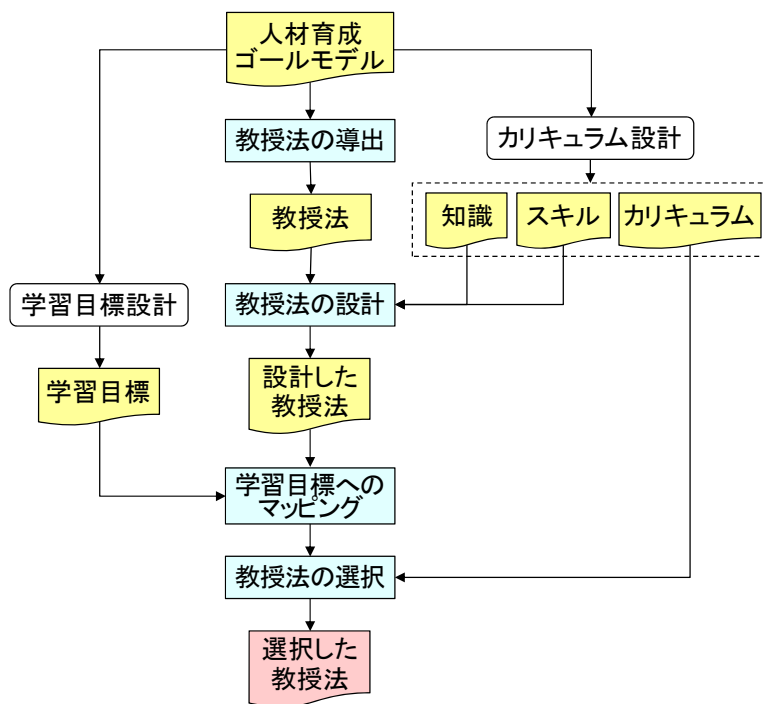 人材育成
ゴールモデル
教授法の導出
カリキュラム設計
教授法
知識
スキル
カリキュラム
学習目標設計
教授法の設計
学習目標
設計した
教授法
学習目標への
マッピング
教授法の選択
選択した
教授法